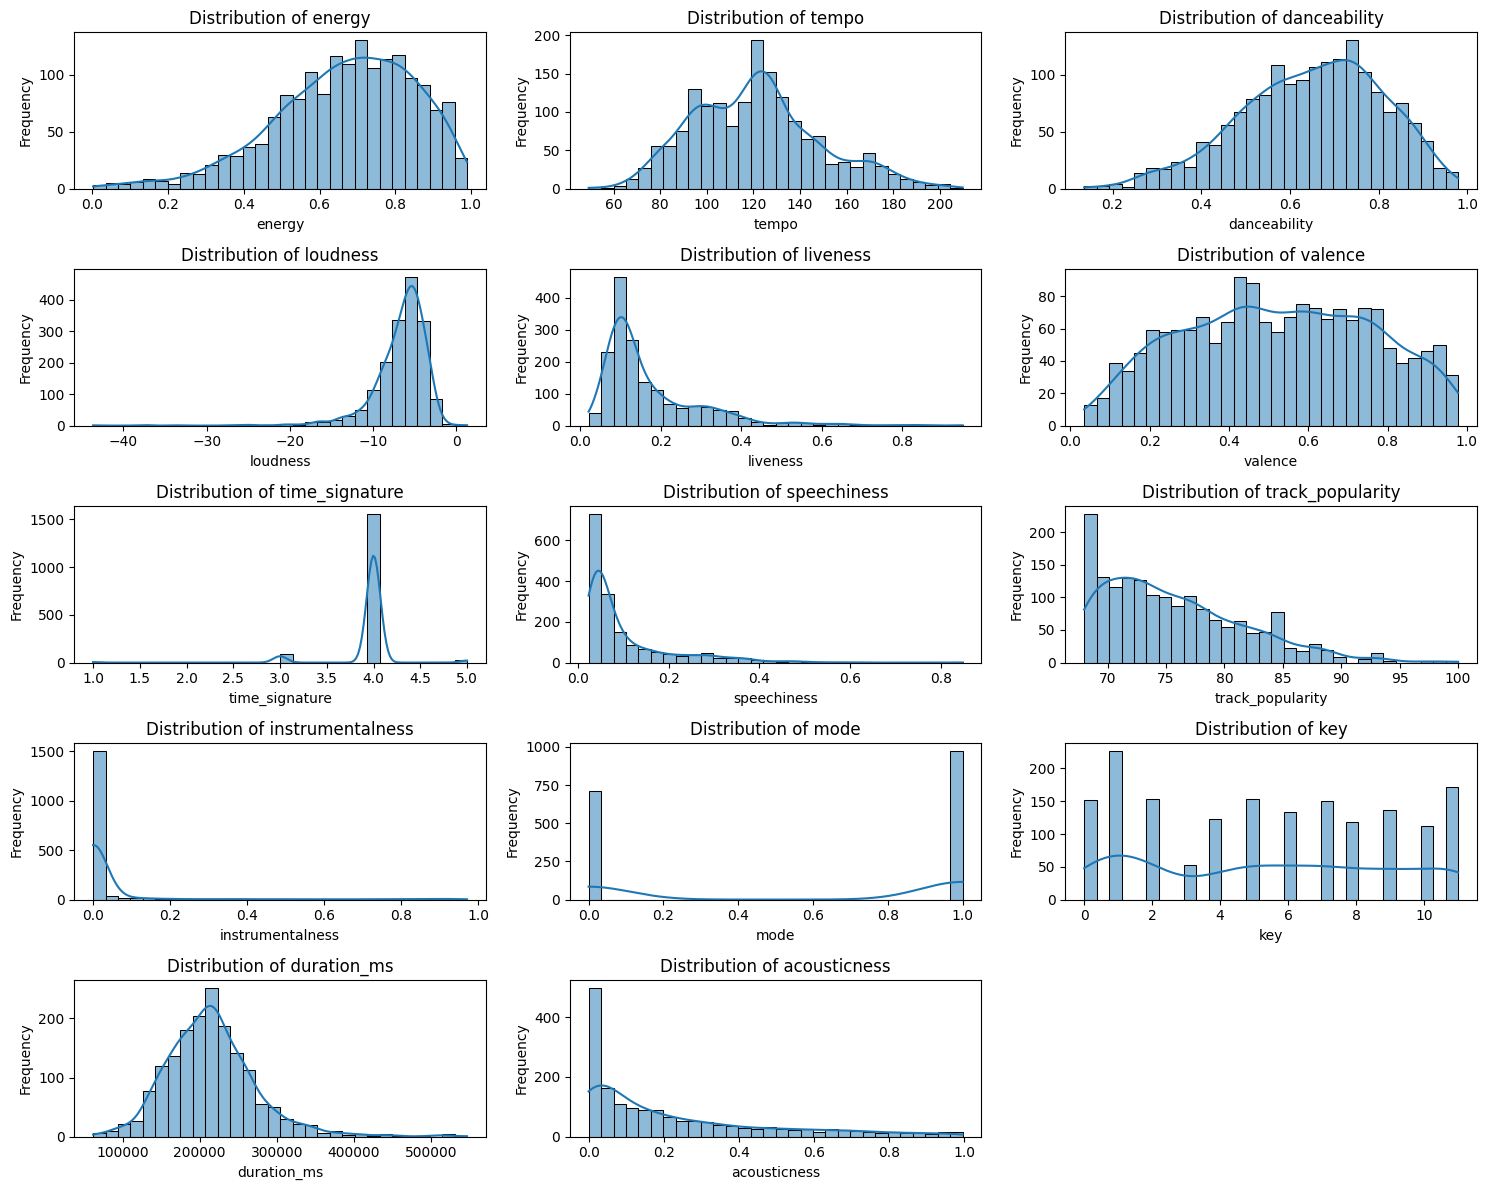 Distribution of energy
Frequency
100
50
0
0.0 0.2 0.4 0.6 0.8 1.0
energy
Distribution of tempo
Frequency
200
150
100
50
0
60 80 100 120 140 160 180 200
tempo
Distribution of danceability
Frequency
100
50
0
0.2 0.4 0.6 0.8 1.0
danceability
Distribution of loudness
Frequency
400
300
200
100
0
−40 −30 −20 −10 0
loudness
Distribution of liveness
Frequency
400
300
200
100
0
0.0 0.2 0.4 0.6 0.8
liveness
Distribution of valence
Frequency
80
60
40
20
0
0.0 0.2 0.4 0.6 0.8 1.0
valence
Distribution of time_signature
Frequency
1500
1000
500
0
1.0 1.5 2.0 2.5 3.0 3.5 4.0 4.5 5.0
time_signature
Distribution of speechiness
Frequency
600
400
200
0
0.0 0.2 0.4 0.6 0.8
speechiness
Distribution of track_popularity
Frequency
200
150
100
50
0
70 75 80 85 90 95 100
track_popularity
Distribution of instrumentalness
Frequency
1500
1000
500
0
0.0 0.2 0.4 0.6 0.8 1.0
instrumentalness
Distribution of mode
Frequency
1000
750
500
250
0
0.0 0.2 0.4 0.6 0.8 1.0
mode
Distribution of key
Frequency
200
150
100
50
0
0 2 4 6 8 10
key
Distribution of duration_ms
Frequency
200
100
0
100000 200000 300000 400000 500000
duration_ms
Distribution of acousticness
Frequency
400
200
0
0.0 0.2 0.4 0.6 0.8 1.0
acousticness